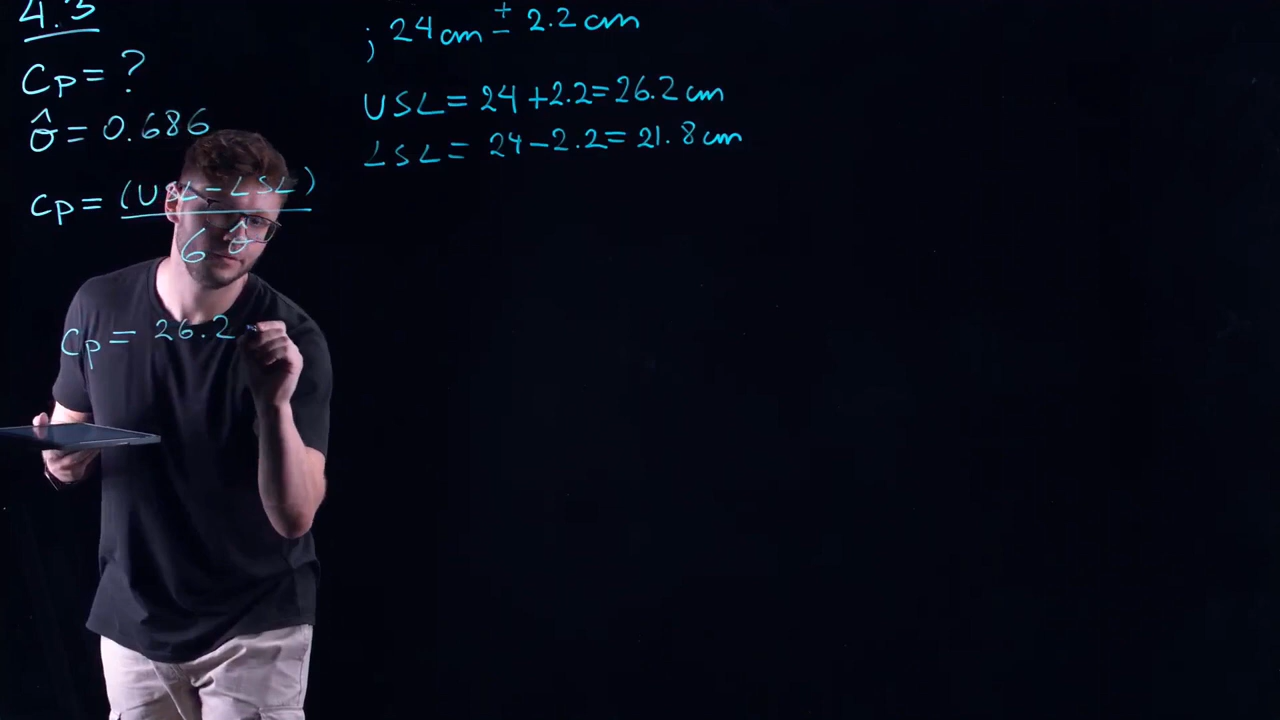 4.3
; 24 cm ± 2.2 cm
Cp = ?
USL = 24 + 2.2 = 26.2 cm
σ̂ = 0.686
LSL = 24 - 2.2 = 21.8 cm
Cp = (USL - LSL)
6 σ̂
Cp = 26.2